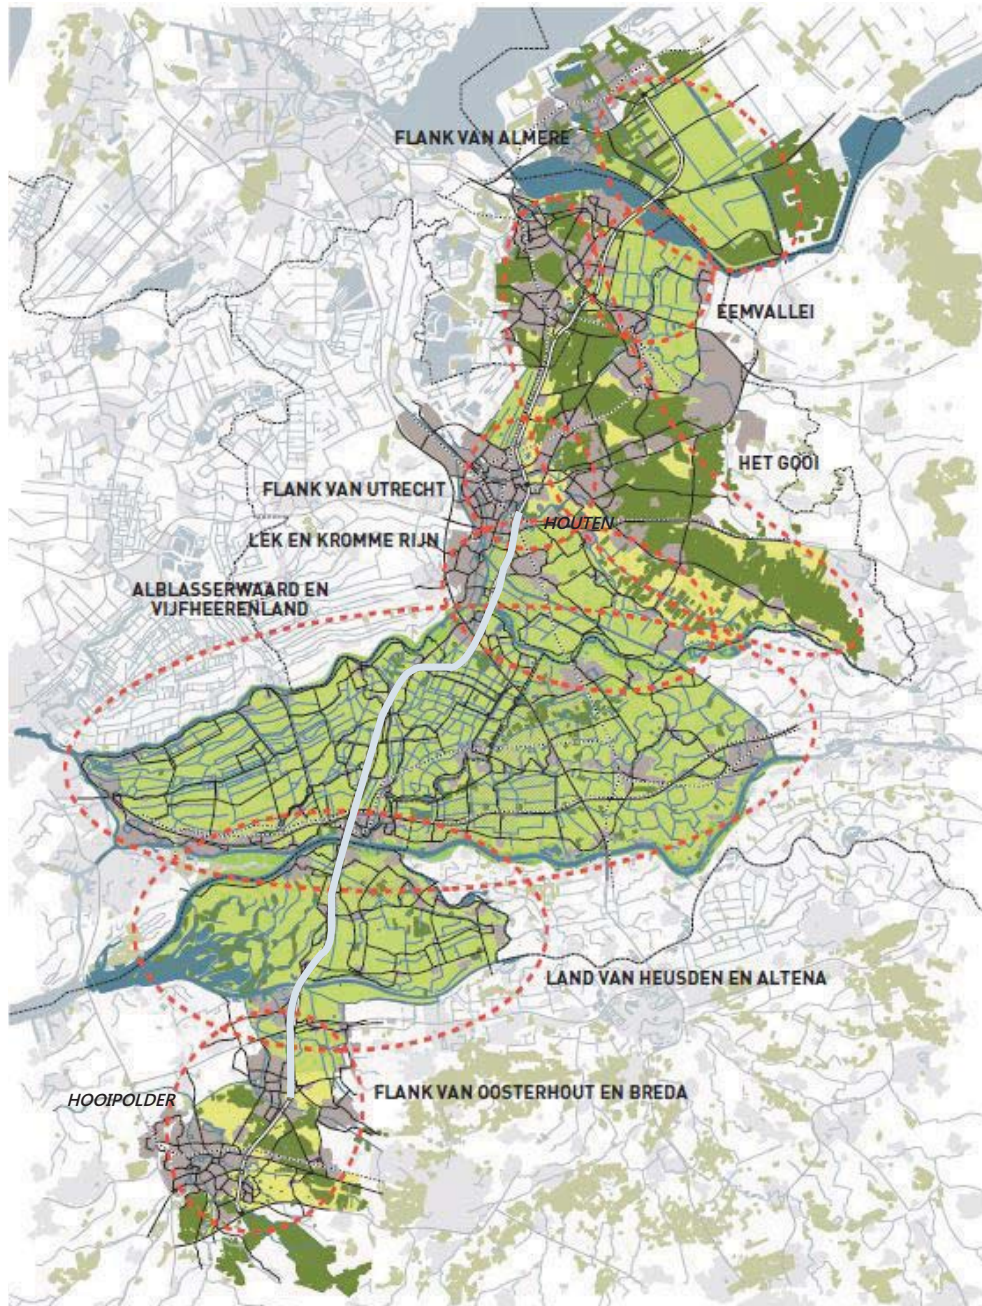 FLANK VAN ALMERE
EEMVALLEI
HET GOOI
FLANK VAN UTRECHT
HOUTEN
LEK EN KROMME RIJN
ALBLASSERWAARD EN
VIJFHEERENLAND
LAND VAN HEUSDEN EN ALTENA
FLANK VAN OOSTERHOUT EN BREDA
HOOIPOLDER